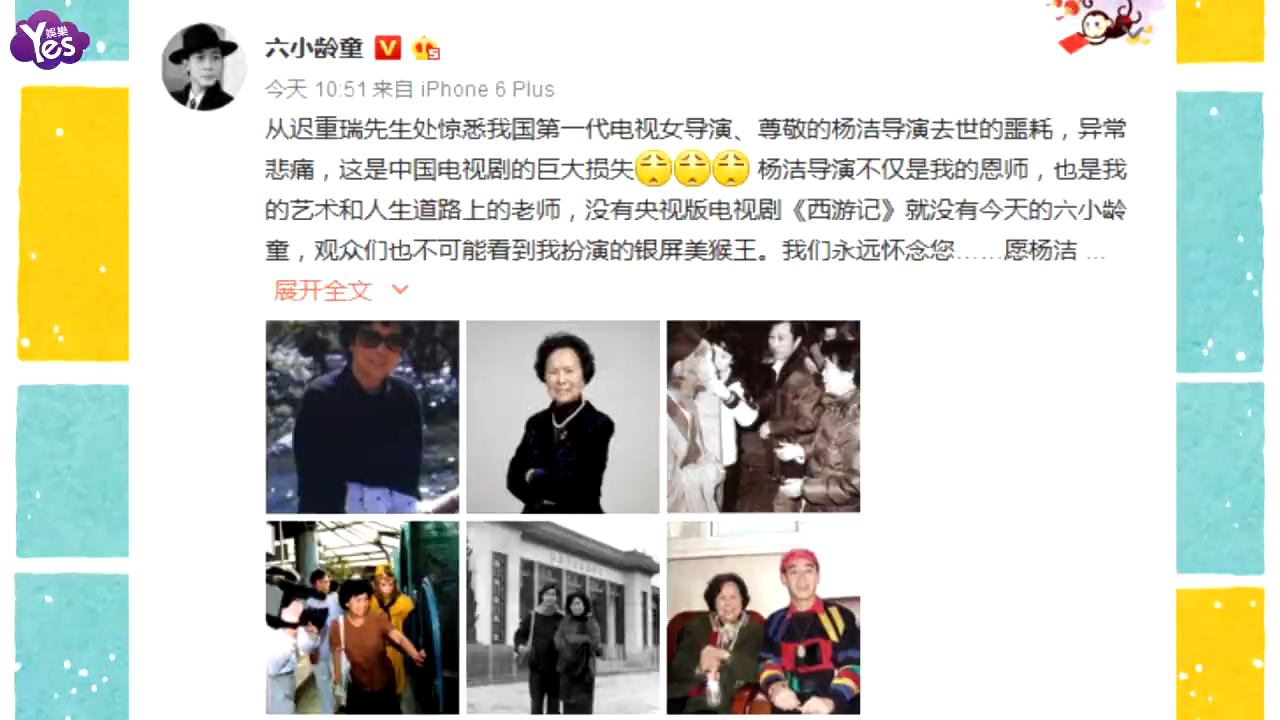 娛樂
Yes
六小龄童
今天 10:51 来自 iPhone 6 Plus
从迟重瑞先生处惊悉我国第一代电视女导演、尊敬的杨洁导演去世的噩耗，异常
悲痛，这是中国电视剧的巨大损失 杨洁导演不仅是我的恩师，也是我
的艺术和人生道路上的老师，没有央视版电视剧《西游记》就没有今天的六小龄
童，观众们也不可能看到我扮演的银屏美猴王。我们永远怀念您……愿杨洁 ...
展开全文